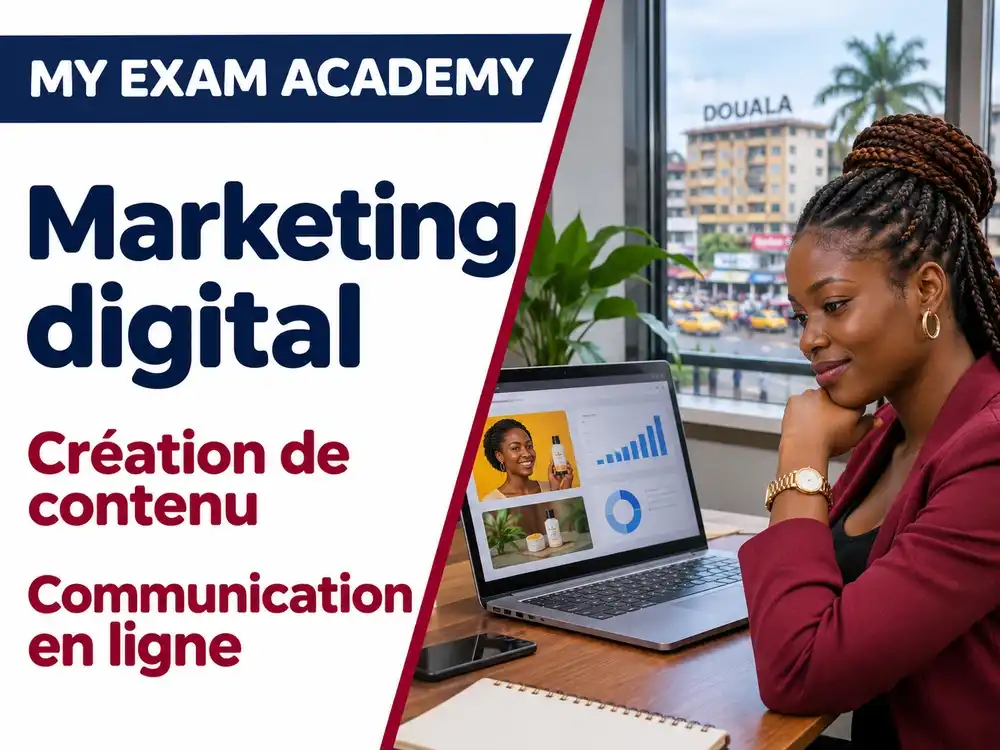 MY EXAM ACADEMY
Marketing
digital
Création de
contenu
Communication
en ligne
DOUALA